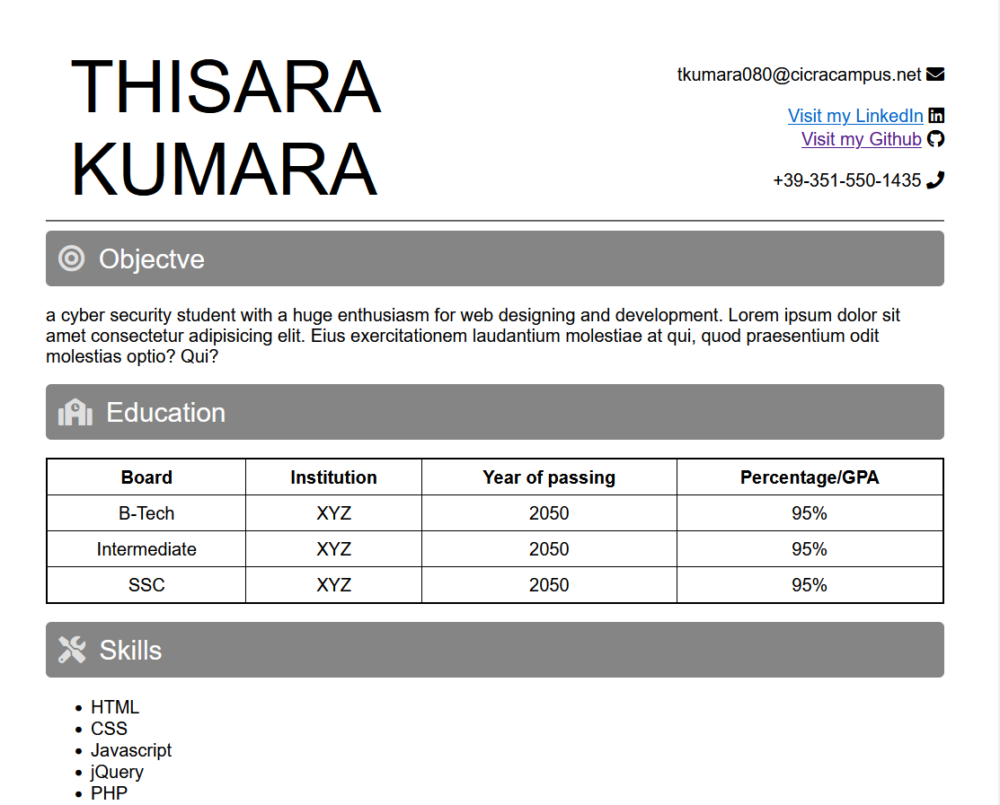 THISARA
KUMARA
tkumara080@cicracampus.net
Visit my LinkedIn
Visit my Github
+39-351-550-1435
Objectve
a cyber security student with a huge enthusiasm for web designing and development. Lorem ipsum dolor sit
amet consectetur adipisicing elit. Eius exercitationem laudantium molestiae at qui, quod praesentium odit
molestias optio? Qui?
Education
Board Institution Year of passing Percentage/GPA
B-Tech XYZ 2050 95%
Intermediate XYZ 2050 95%
SSC XYZ 2050 95%
Skills
HTML
CSS
Javascript
jQuery
PHP